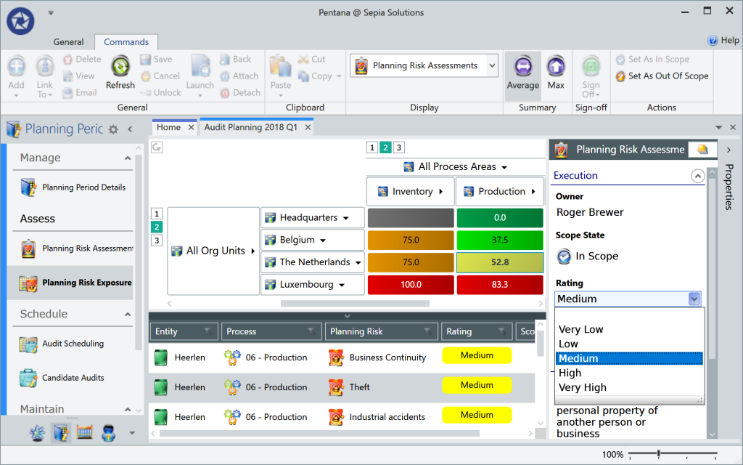 Pentana @ Sepia Solutions
General
Commands
Help
Add
Link To
Delete
View
Email
Refresh
Save
Cancel
Unlock
Launch
Back
Attach
Detach
General
Paste
Cut
Copy
Clipboard
Planning Risk Assessments
Display
Average
Max
Summary
Sign Off
Sign-off
Set As In Scope
Set As Out Of Scope
Actions
Planning Peric
Manage
Planning Period Details
Assess
Planning Risk Assessment
Planning Risk Exposure
Schedule
Audit Scheduling
Candidate Audits
Maintain
Home
Audit Planning 2018 Q1
1 2 3
All Process Areas
Inventory
Production
1
2
3
All Org Units
Headquarters 0.0
Belgium 75.0 37.5
The Netherlands 75.0 52.8
Luxembourg 100.0 83.3
Entity Process Planning Risk Rating Sco
Heerlen 06 - Production Business Continuity Medium
Heerlen 06 - Production Theft Medium
Heerlen 06 - Production Industrial accidents Medium
Planning Risk Assessme
Execution
Owner
Roger Brewer
Scope State
In Scope
Rating
Medium
Very Low
Low
Medium
High
Very High
personal property of
another person or
business
Properties
100%